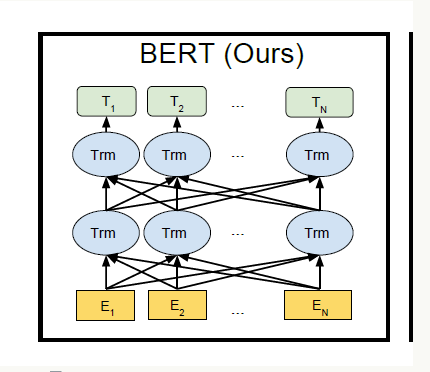 BERT (Ours)
T1 T2 ... TN
Trm Trm ... Trm
Trm Trm ... Trm
E1 E2 ... EN